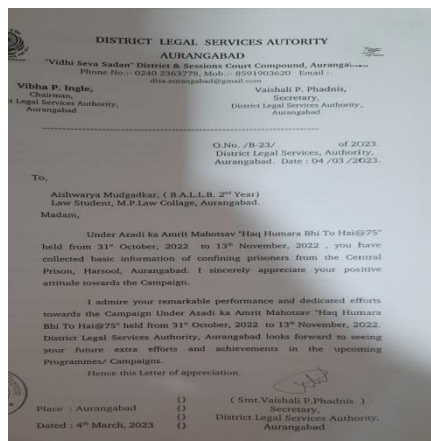 DISTRICT LEGAL SERVICES AUTORITY
AURANGABAD
"Vidhi Seva Sadan" District & Sessions Court Compound,
Phone No.:- 0240 2363778, Mob.:- 8591903620 Email :-
dlsa.aurangabad@gmail.com
Vibha P. Ingle,
Chairman,
Legal Services Authority,
Aurangabad
Vaishali P. Phadnis,
Secretary,
District Legal Services Authority,
Aurangabad
O.No. /B-23/ of 2023.
District Legal Services, Authority,
Aurangabad. Date : 04 /03 /2023.
To,
Aishwarya Mudgadkar, ( B.A.L.L.B. 2nd Year)
Law Student, M.P.Law Collage, Aurangabad.
Madam,
Under Azadi ka Amrit Mahotsav "Haq Humara Bhi To Hai@75"
held from 31st October, 2022 to 13th November, 2022 , you have
collected basic information of confining prisoners from the Central
Prison, Harsool, Aurangabad. I sincerely appreciate your positive
attitude towards the Campaign.
I admire your remarkable performance and dedicated efforts
towards the Campaign Under Azadi ka Amrit Mahotsav "Haq Humara
Bhi To Hai@75" held from 31st October, 2022 to 13th November, 2022.
District Legal Services Authority, Aurangabad looks forward to seeing
your future extra efforts and achievements in the upcoming
Programmes/ Campaigns.
Hence this Letter of appreciation.
Place : Aurangabad
Dated : 4th March, 2023
()
()
()
( Smt.Vaishali P.Phadnis )
Secretary,
District Legal Services Authority,
Aurangabad